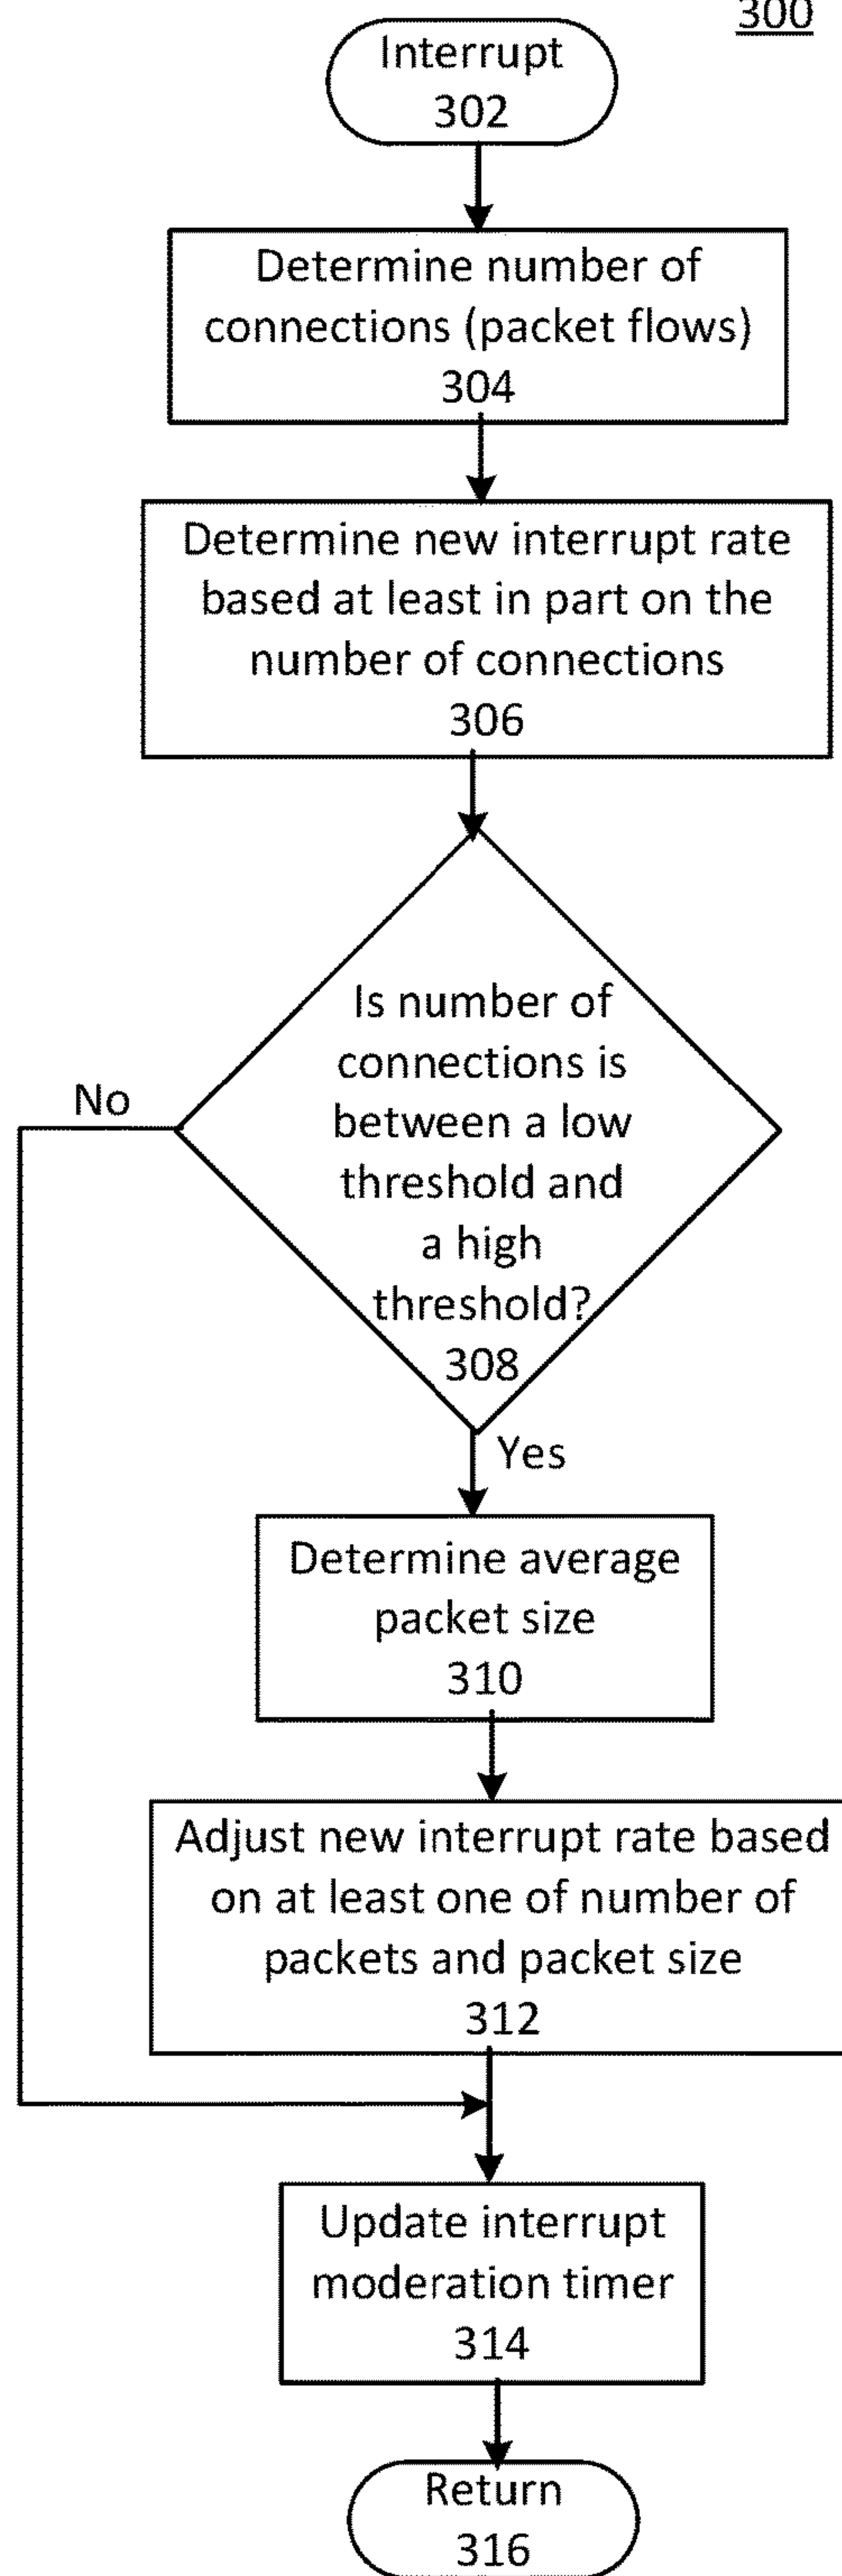 300
Interrupt
302
Determine number of
connections (packet flows)
304
Determine new interrupt rate
based at least in part on the
number of connections
306
Is number of
connections is
between a low
threshold and
a high
threshold?
308
No
Yes
Determine average
packet size
310
Adjust new interrupt rate based
on at least one of number of
packets and packet size
312
Update interrupt
moderation timer
314
Return
316